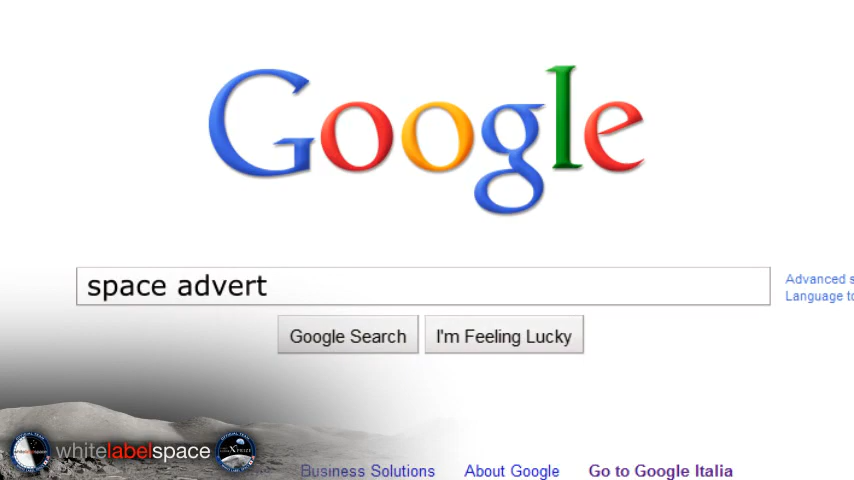 Google
space advert
Advanced s
Language to
Google Search
I'm Feeling Lucky
whitelabelspace
Business Solutions
About Google
Go to Google Italia